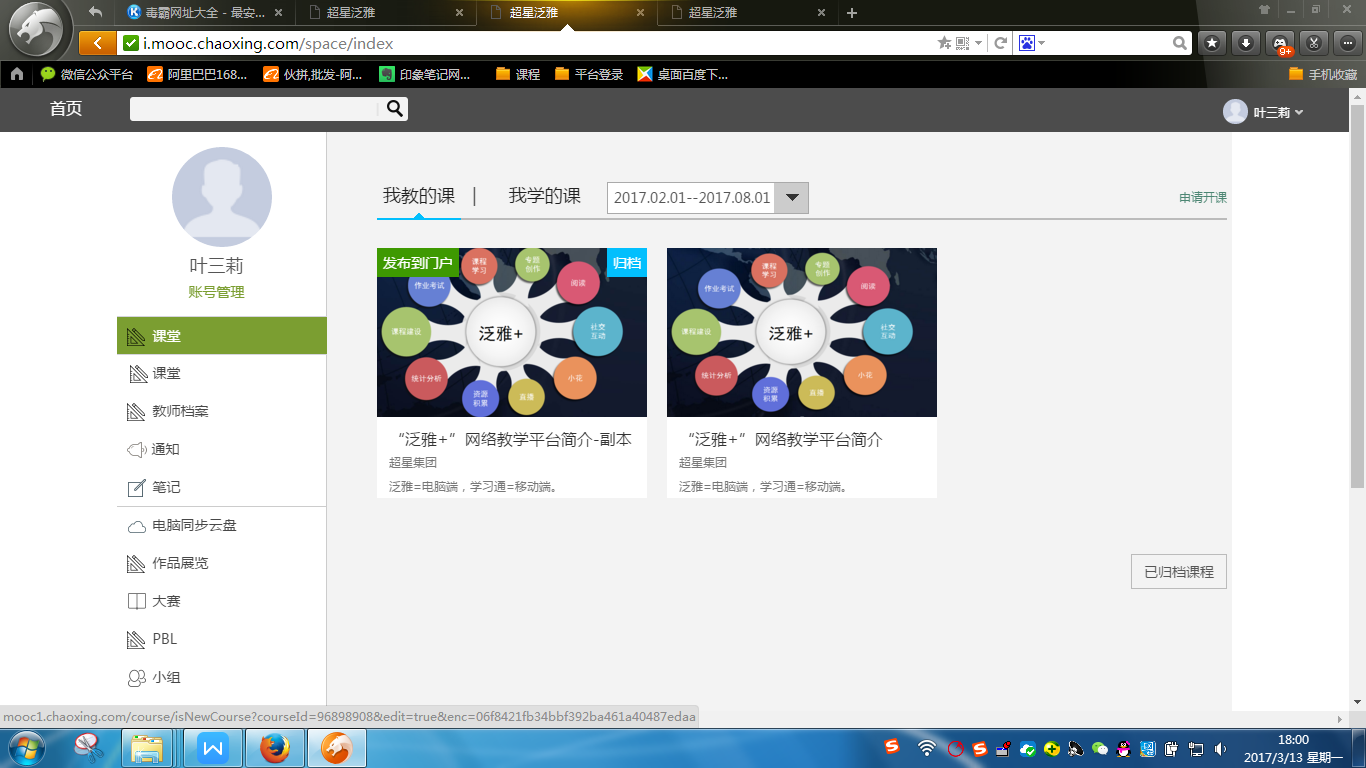 毒霸网址大全 - 最安...
超星泛雅
超星泛雅
超星泛雅
i.mooc.chaoxing.com/space/index
9+
微信公众平台
阿里巴巴168...
伙拼,批发-阿...
印象笔记网...
课程
平台登录
桌面百度下...
手机收藏
首页
叶三莉
叶三莉
账号管理
课堂
课堂
教师档案
通知
笔记
电脑同步云盘
作品展览
大赛
PBL
小组
我教的课 |
我学的课
2017.02.01--2017.08.01
申请开课
发布到门户
归档
课程
学习
专题
创作
作业考试
阅读
课程建设
泛雅+
社交
互动
统计分析
小花
资源
积累
直播
“泛雅+”网络教学平台简介-副本
超星集团
泛雅=电脑端，学习通=移动端。
课程
学习
专题
创作
作业考试
阅读
课程建设
泛雅+
社交
互动
统计分析
小花
资源
积累
直播
“泛雅+”网络教学平台简介
超星集团
泛雅=电脑端，学习通=移动端。
已归档课程
mooc1.chaoxing.com/course/isNewCourse?courseId=96898908&edit=true&enc=06f8421fb34bbf392ba461a40487edaa
18:00
2017/3/13 星期一